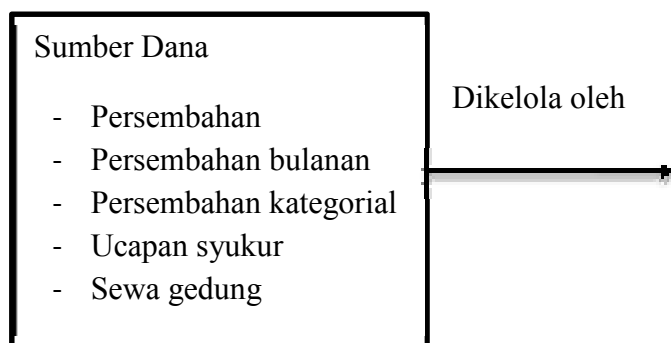 Sumber Dana
- Persembahan
- Persembahan bulanan
- Persembahan kategorial
- Ucapan syukur
- Sewa gedung
Dikelola oleh